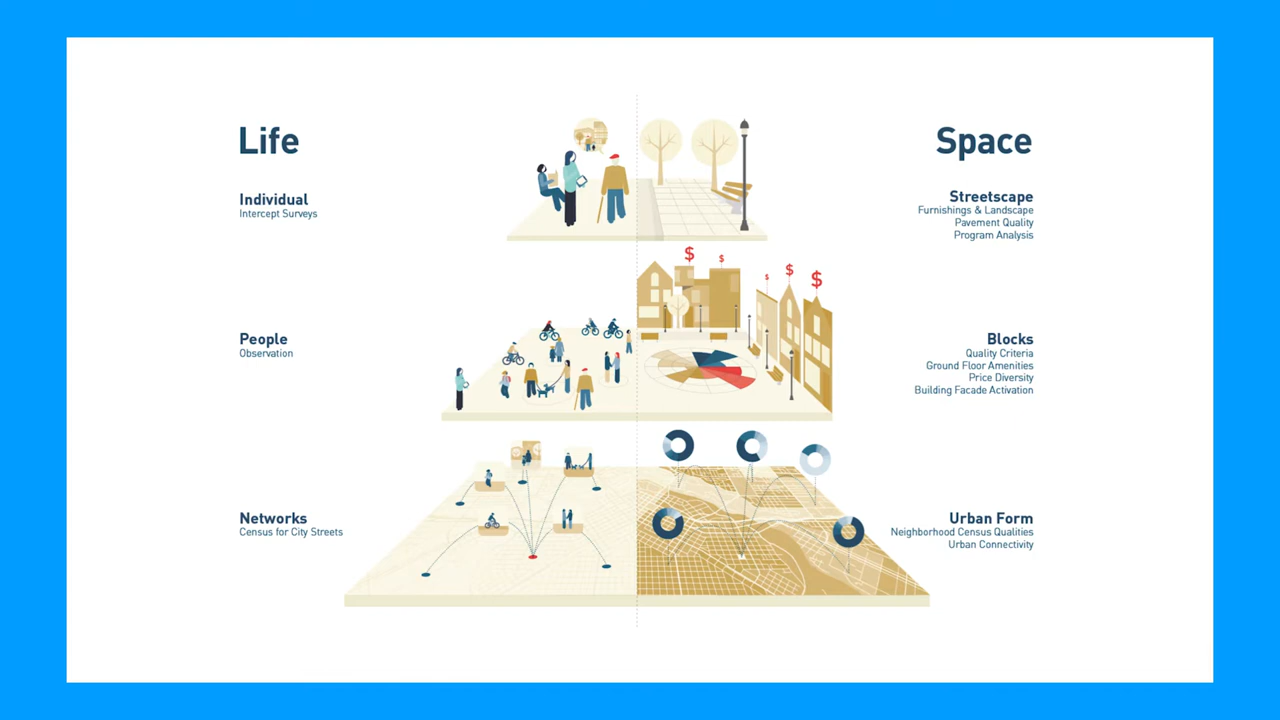 Life
Space
Individual
Intercept Surveys
Streetscape
Furnishings & Landscape
Pavement Quality
Program Analysis
$
$
$
$
$
People
Observation
Blocks
Quality Criteria
Ground Floor Amenities
Price Diversity
Building Facade Activation
Networks
Census for City Streets
Urban Form
Neighborhood Census Qualities
Urban Connectivity